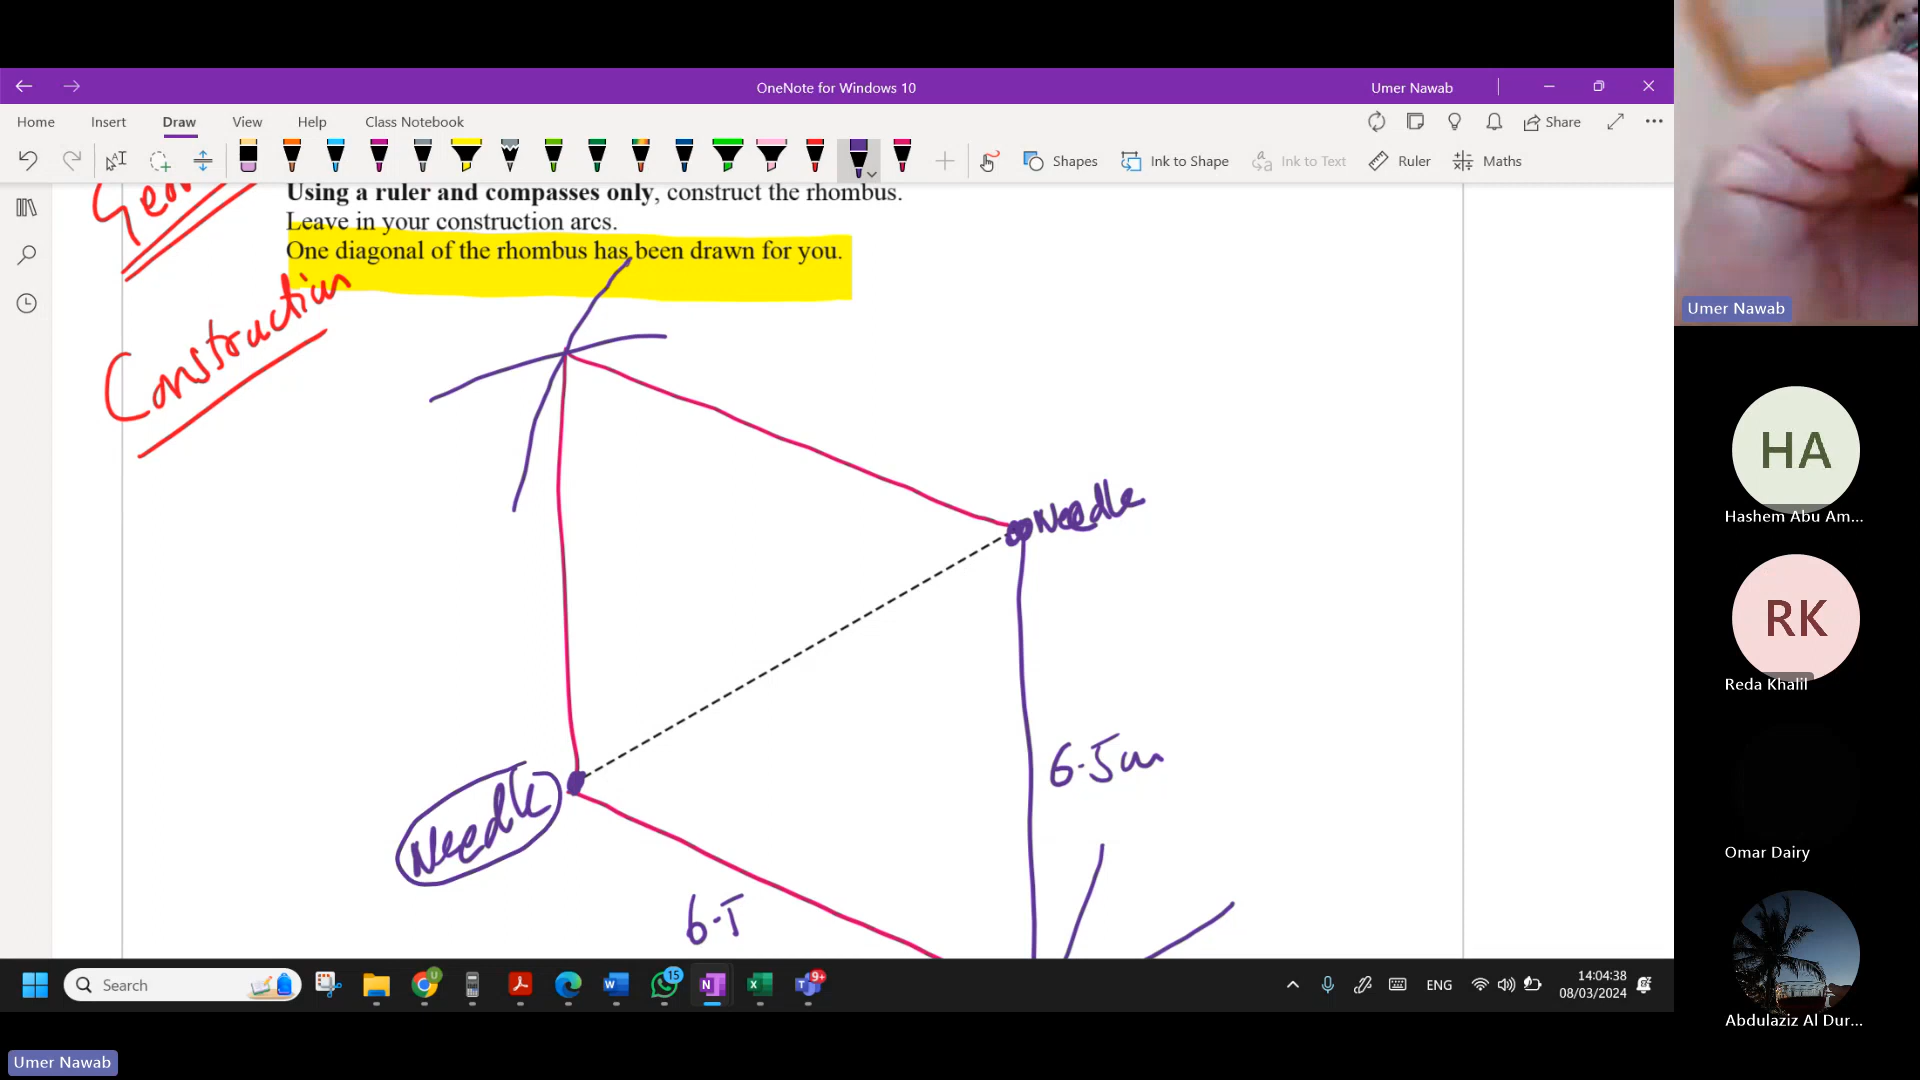 OneNote for Windows 10
Umer Nawab
Home
Insert
Draw
View
Help
Class Notebook
Share
Shapes
Ink to Shape
Ink to Text
Ruler
Maths
Geo
Using a ruler and compasses only, construct the rhombus.
Leave in your construction arcs.
One diagonal of the rhombus has been drawn for you.
Construction
Needle
6.5cm
Needle
6.5
Umer Nawab
HA
Hashem Abu Am...
RK
Reda Khalil
Omar Dairy
Abdulaziz Al Dur...
Search
U
15
9+
ENG
14:04:38
08/03/2024
Umer Nawab